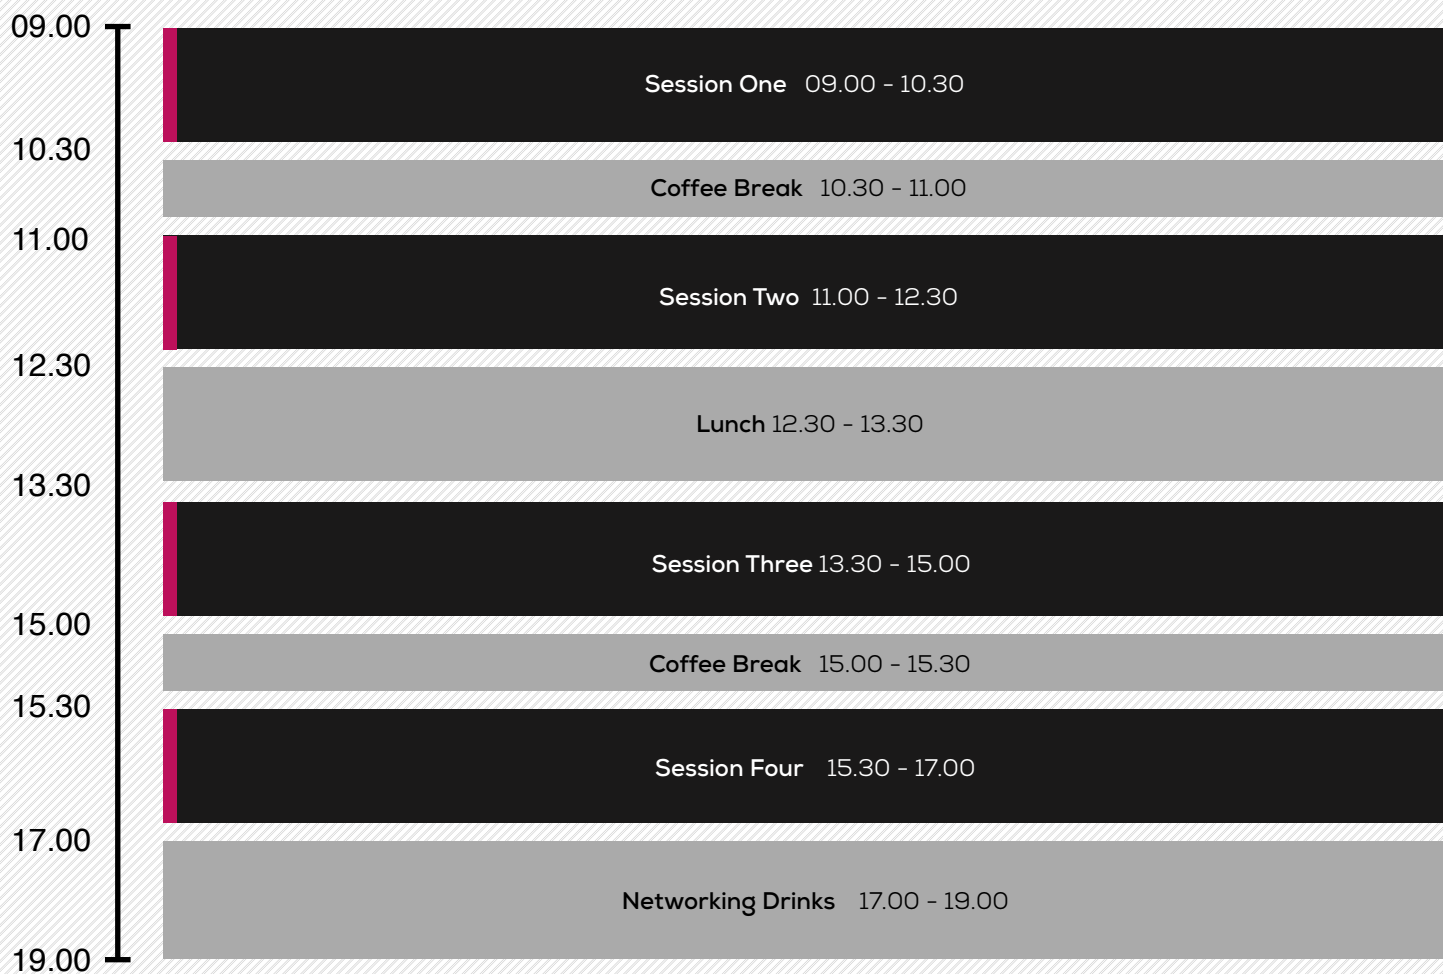 09.00
Session One 09.00 - 10.30
10.30
Coffee Break 10.30 - 11.00
11.00
Session Two 11.00 - 12.30
12.30
Lunch 12.30 - 13.30
13.30
Session Three 13.30 - 15.00
15.00
Coffee Break 15.00 - 15.30
15.30
Session Four 15.30 - 17.00
17.00
Networking Drinks 17.00 - 19.00
19.00